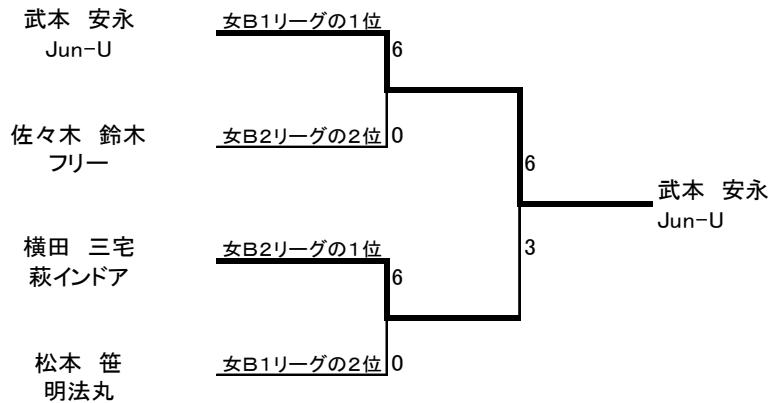 武本　安永
Jun-U
女B1リーグの1位
6
佐々木　鈴木
フリー
女B2リーグの2位
0
6
武本　安永
Jun-U
横田　三宅
萩インドア
女B2リーグの1位
6
3
松本　笹
明法丸
女B1リーグの2位
0